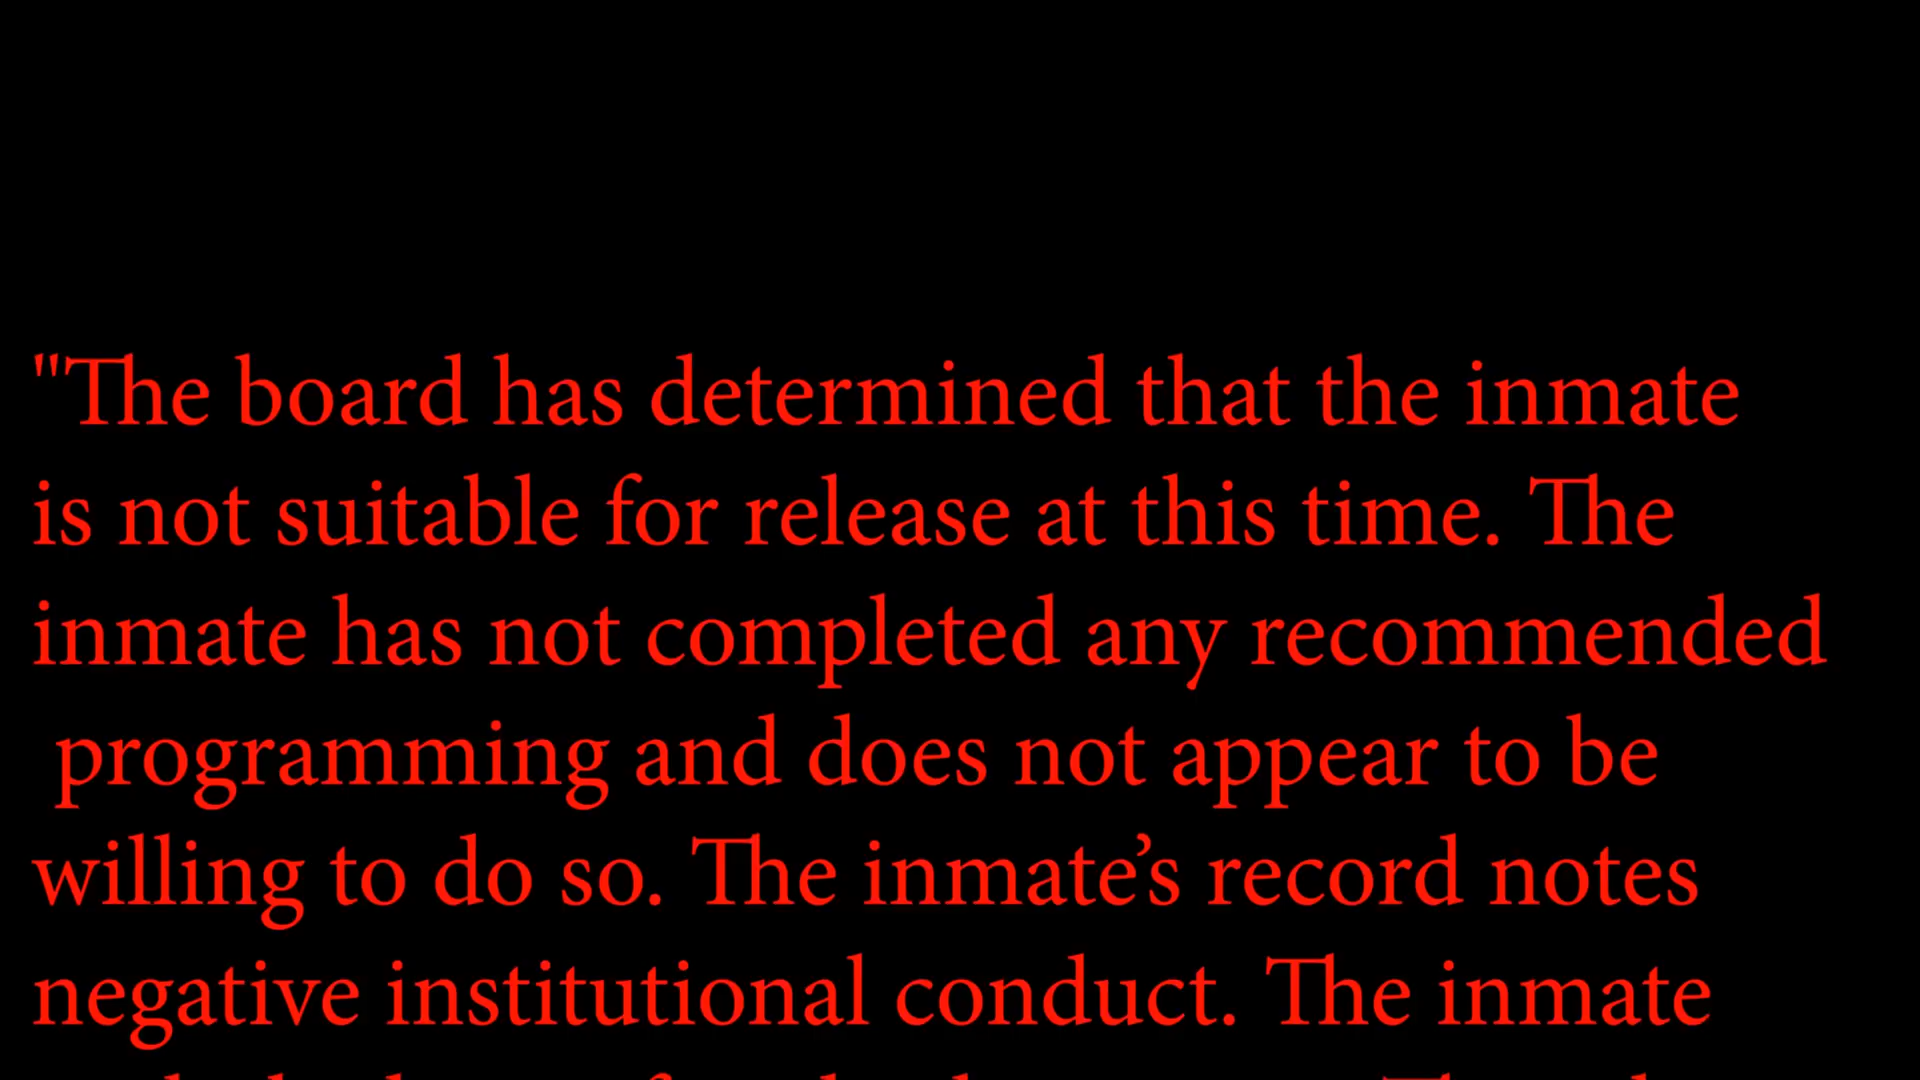 "The board has determined that the inmate
is not suitable for release at this time. The
inmate has not completed any recommended
programming and does not appear to be
willing to do so. The inmate’s record notes
negative institutional conduct. The inmate